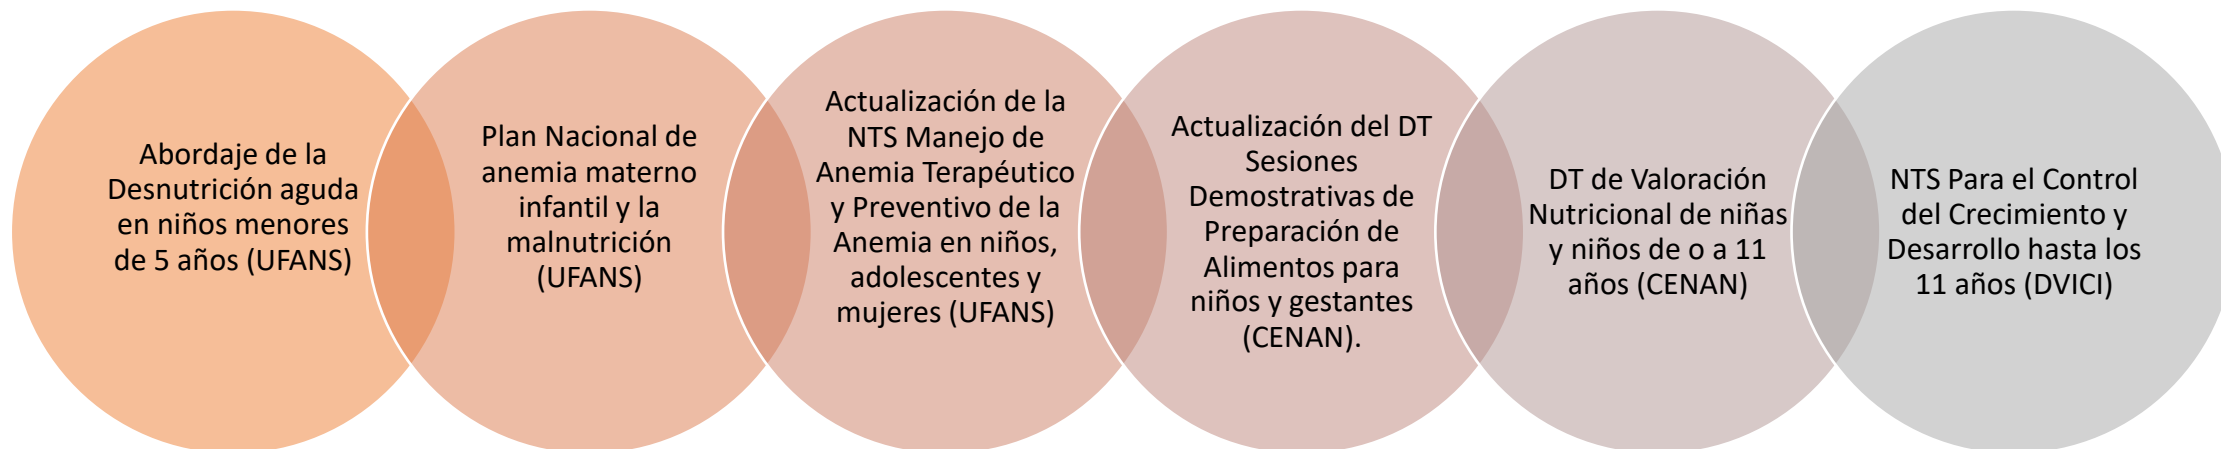 Abordaje de la
Desnutrición aguda
en niños menores
de 5 años (UFANS)
Plan Nacional de
anemia materno
infantil y la
malnutrición
(UFANS)
Actualización de la
NTS Manejo de
Anemia Terapéutico
y Preventivo de la
Anemia en niños,
adolescentes y
mujeres (UFANS)
Actualización del DT
Sesiones
Demostrativas de
Preparación de
Alimentos para
niños y gestantes
(CENAN).
DT de Valoración
Nutricional de niñas
y niños de o a 11
años (CENAN)
NTS Para el Control
del Crecimiento y
Desarrollo hasta los
11 años (DVICI)